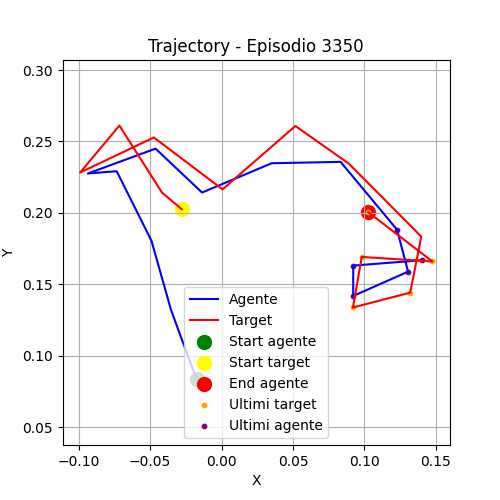 Trajectory - Episodio 3350
0.30
0.25
0.20
0.15
0.10
0.05
Y
−0.10
−0.05
0.00
0.05
0.10
0.15
X
Agente
Target
Start agente
Start target
End agente
Ultimi target
Ultimi agente